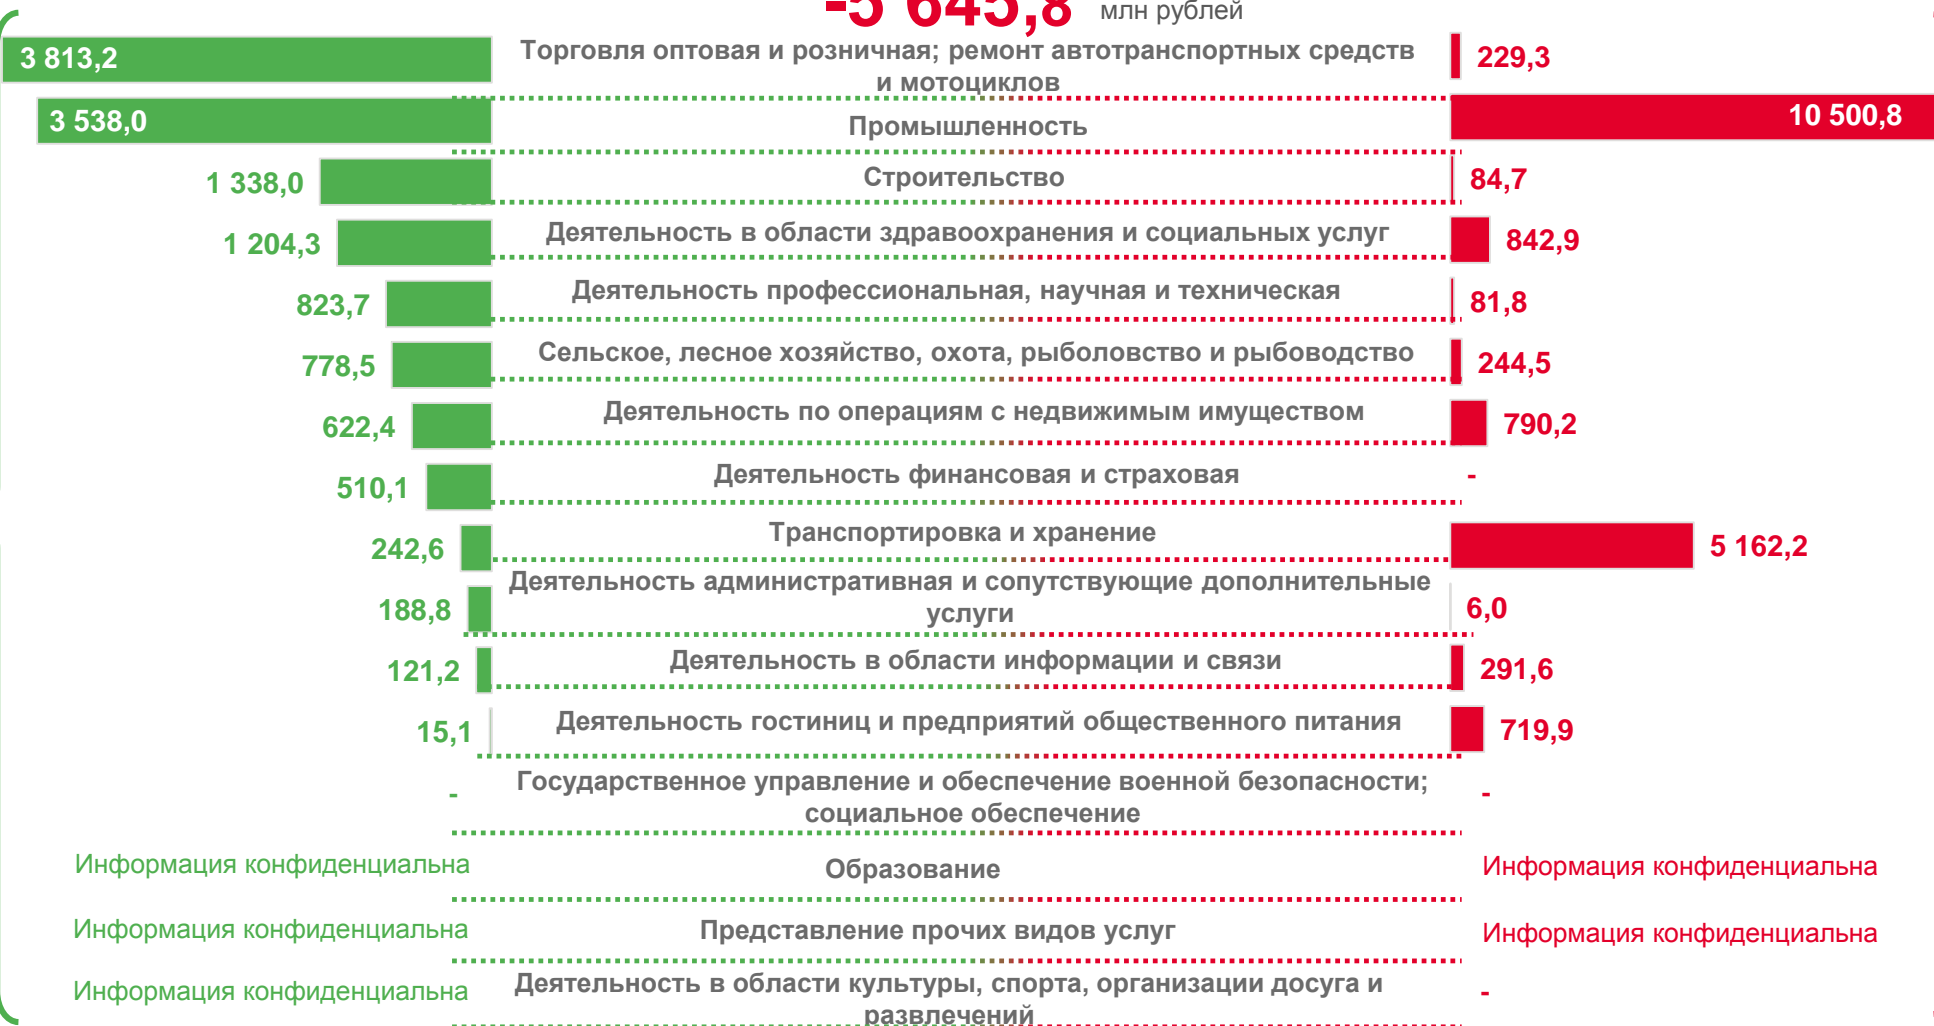 -5 645,8 млн рублей
3 813,2
Торговля оптовая и розничная; ремонт автотранспортных средств
и мотоциклов
229,3
3 538,0
Промышленность
10 500,8
1 338,0
Строительство
84,7
1 204,3
Деятельность в области здравоохранения и социальных услуг
842,9
823,7
Деятельность профессиональная, научная и техническая
81,8
778,5
Сельское, лесное хозяйство, охота, рыболовство и рыбоводство
244,5
622,4
Деятельность по операциям с недвижимым имуществом
790,2
510,1
Деятельность финансовая и страховая
-
242,6
Транспортировка и хранение
5 162,2
188,8
Деятельность административная и сопутствующие дополнительные
услуги
6,0
121,2
Деятельность в области информации и связи
291,6
15,1
Деятельность гостиниц и предприятий общественного питания
719,9
-
Государственное управление и обеспечение военной безопасности;
социальное обеспечение
-
Информация конфиденциальна
Образование
Информация конфиденциальна
Информация конфиденциальна
Представление прочих видов услуг
Информация конфиденциальна
Информация конфиденциальна
Деятельность в области культуры, спорта, организации досуга и
развлечений
-